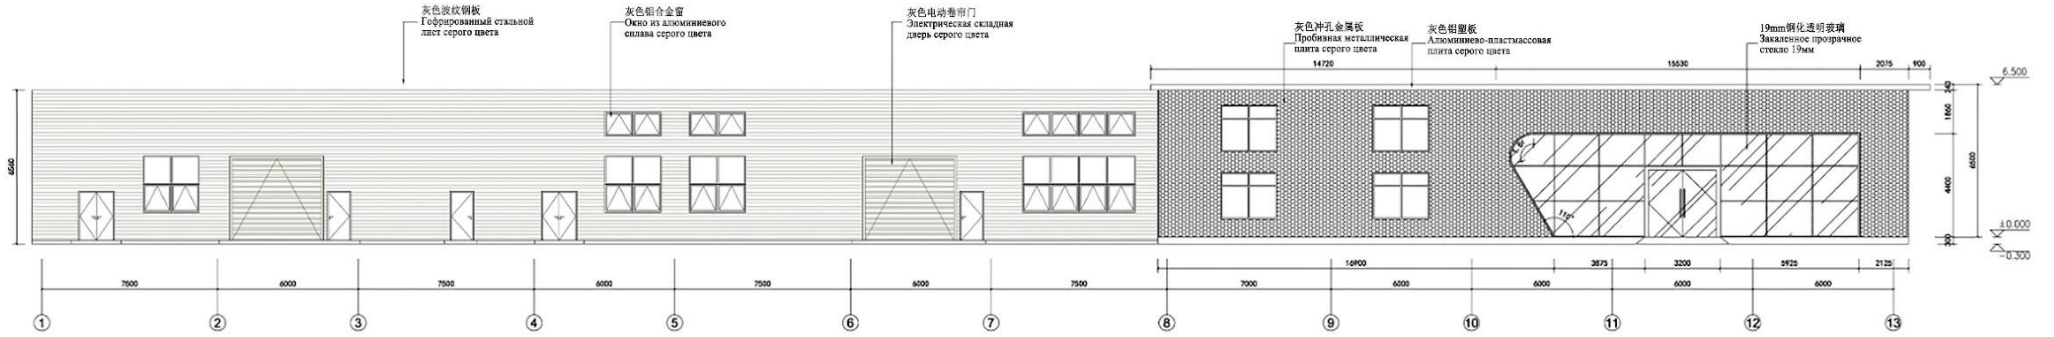 灰色波纹钢板
Гофрированный стальной
лист серого цвета
灰色铝合金窗
Окно из алюминиевого
сплава серого цвета
灰色电动卷帘门
Электрическая складная
дверь серого цвета
灰色冲孔金属板
Пробивная металлическая
плита серого цвета
灰色铝塑板
Алюминиево-пластмассовая
плита серого цвета
19mm钢化透明玻璃
Закаленное прозрачное
стекло 19мм
14720 15530 2075 900
6.500
240
1860
4400
300
6500
±0.000
-0.300
6560
110°
16900 3875 3200 5925 2125
7500 6000 7500 6000 7500 6000 7500 7000 6000 6000 6000 6000
1 2 3 4 5 6 7 8 9 10 11 12 13